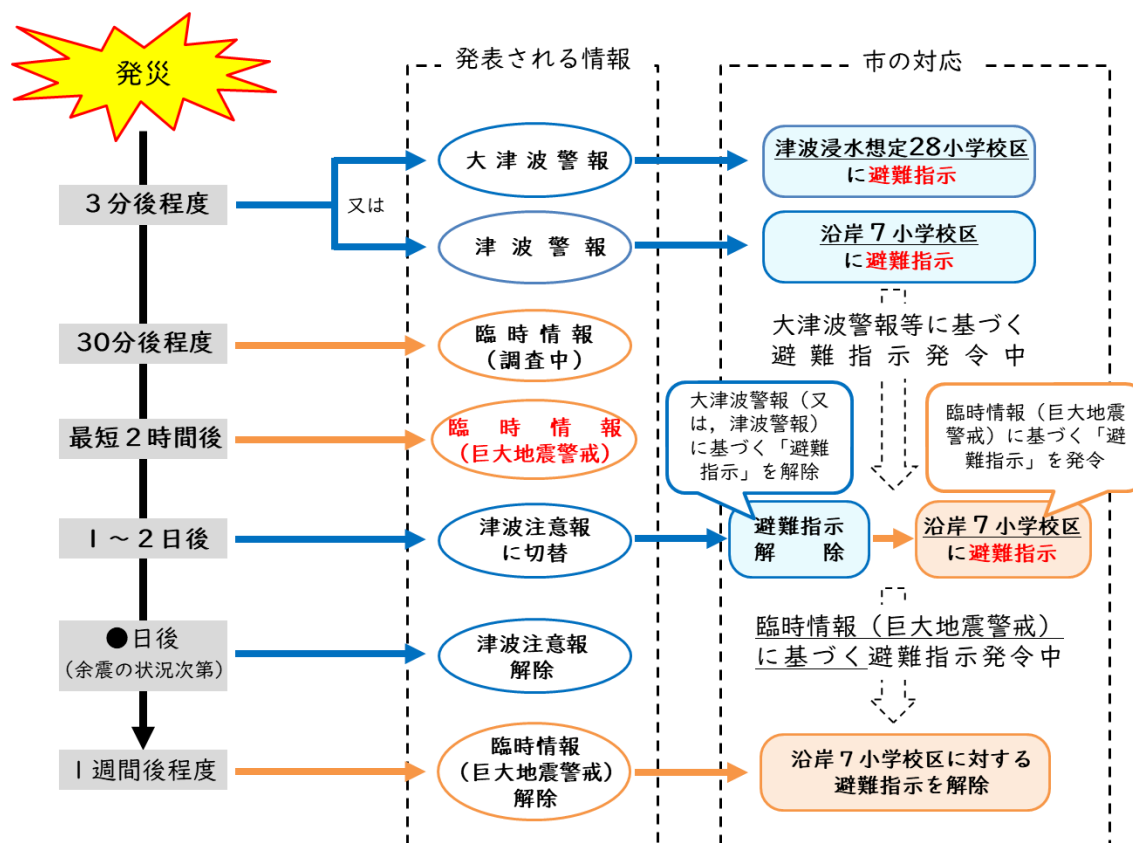 発災
発表される情報
市の対応
３分後程度
又は
大津波警報
津波浸水想定28小学校区
に避難指示
津波警報
沿岸７小学校区
に避難指示
30分後程度
臨時情報
(調査中)
大津波警報等に基づく
避難指示発令中
最短２時間後
臨時情報
(巨大地震警戒)
大津波警報（又
は，津波警報）
に基づく「避難
指示」を解除
臨時情報（巨大地震
警戒）に基づく「避
難指示」を発令
１～２日後
津波注意報
に切替
避難指示
解除
沿岸７小学校区
に避難指示
●日後
(余震の状況次第)
津波注意報
解除
臨時情報（巨大地震警戒）
に基づく避難指示発令中
１週間後程度
臨時情報
(巨大地震警戒)
解除
沿岸７小学校区に対する
避難指示を解除